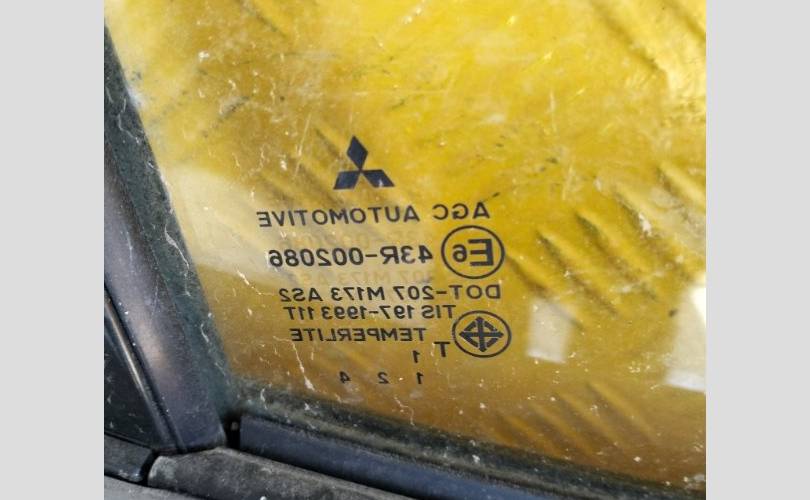 AGC AUTOMOTIVE
E6 43R-002086
DOT-207 M173 AS2
TIS 197-1993 11T
TEMPERLITE
T 1
1 2 4